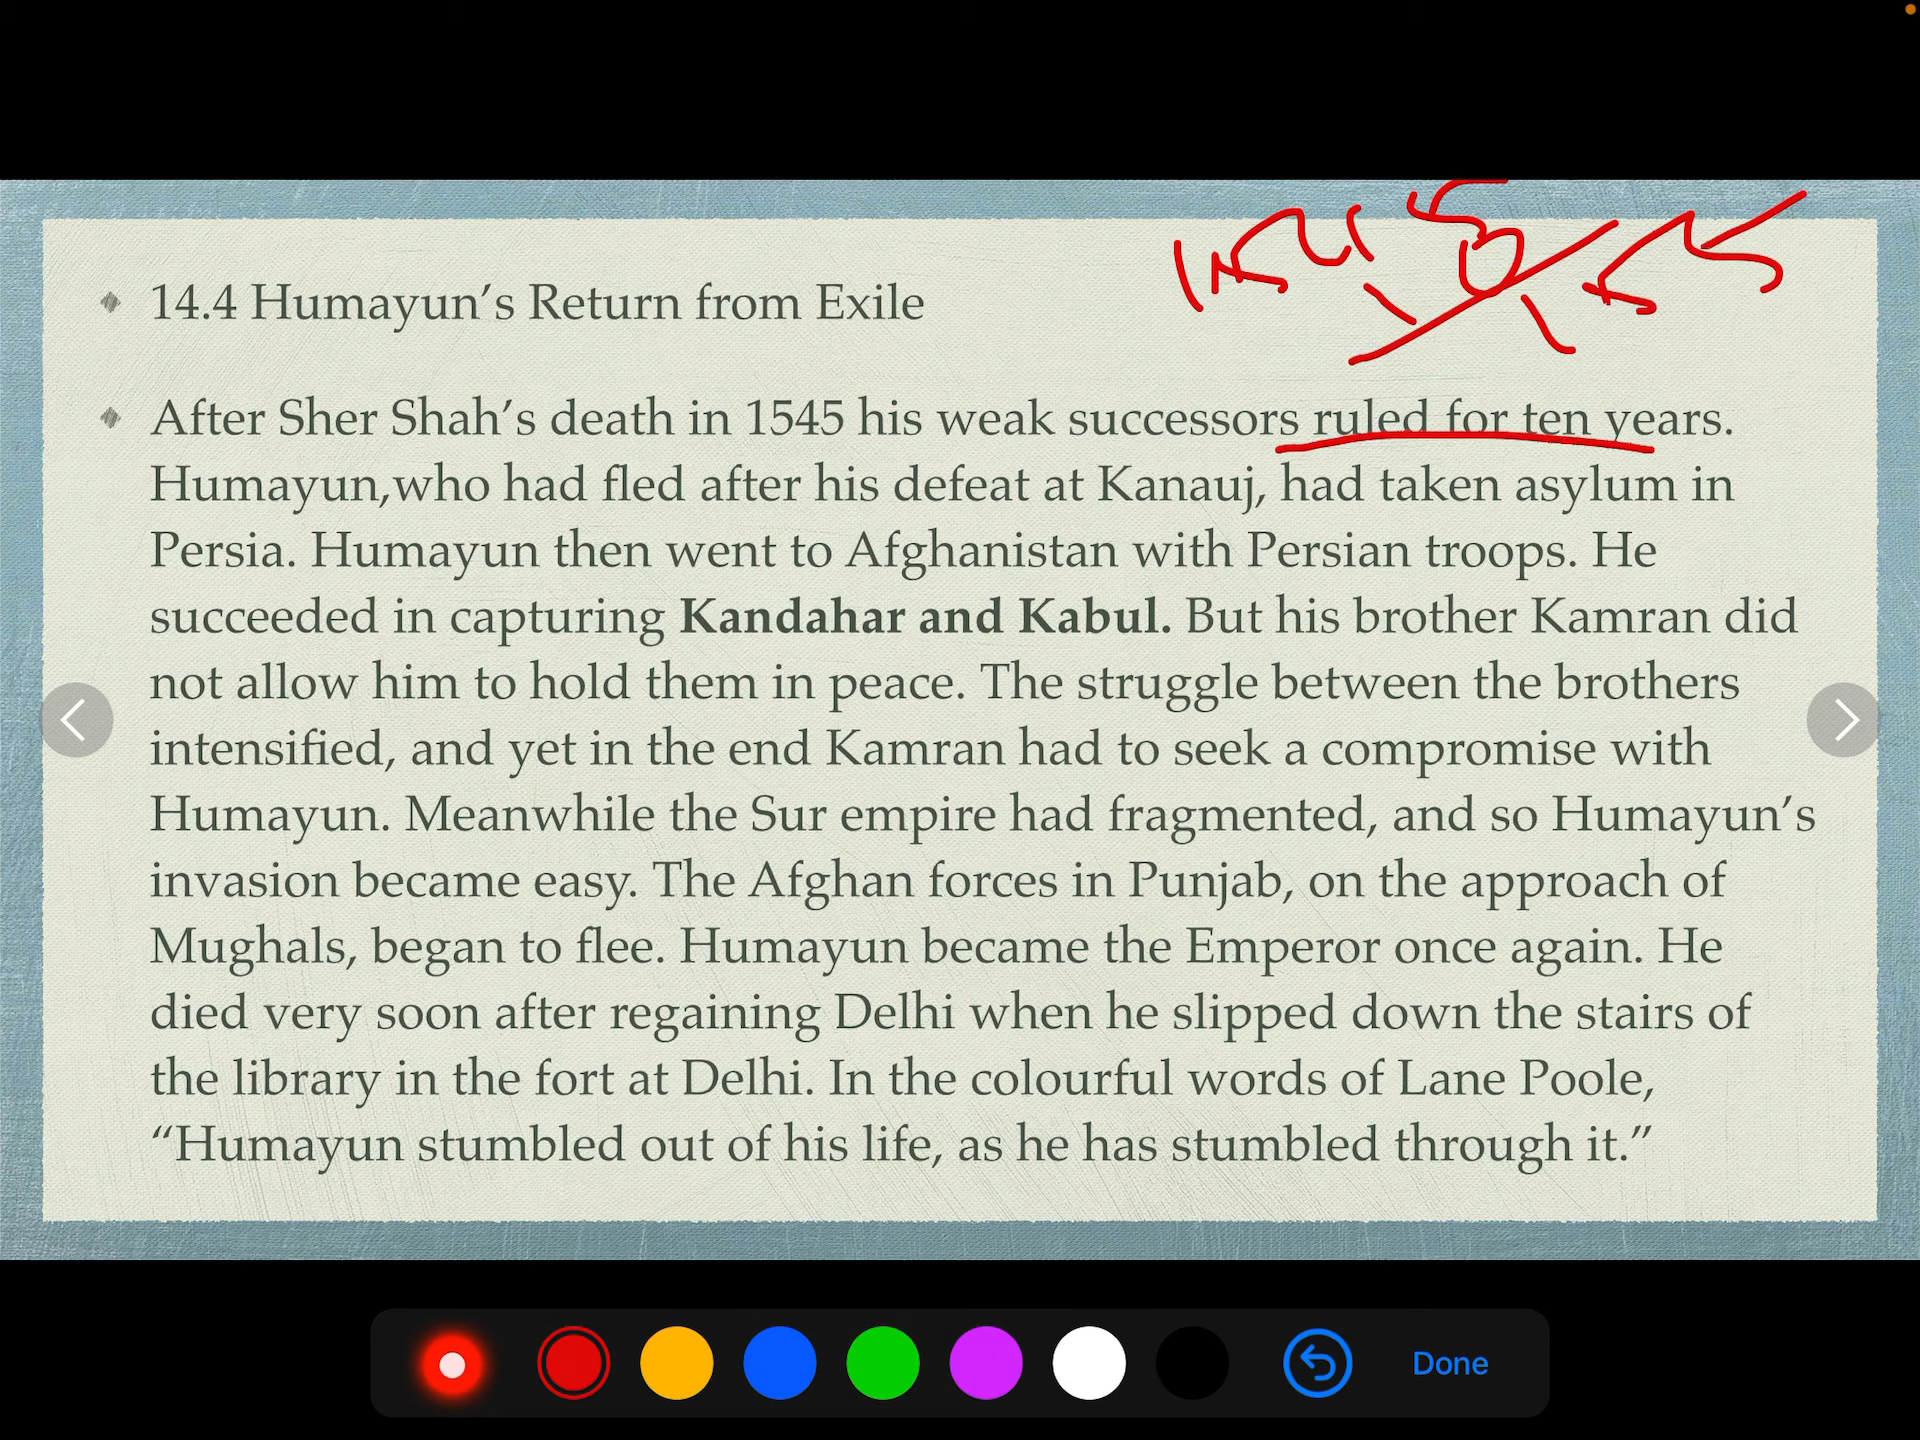 14.4 Humayun’s Return from Exile
After Sher Shah’s death in 1545 his weak successors ruled for ten years.
Humayun,who had fled after his defeat at Kanauj, had taken asylum in
Persia. Humayun then went to Afghanistan with Persian troops. He
succeeded in capturing Kandahar and Kabul. But his brother Kamran did
not allow him to hold them in peace. The struggle between the brothers
intensified, and yet in the end Kamran had to seek a compromise with
Humayun. Meanwhile the Sur empire had fragmented, and so Humayun’s
invasion became easy. The Afghan forces in Punjab, on the approach of
Mughals, began to flee. Humayun became the Emperor once again. He
died very soon after regaining Delhi when he slipped down the stairs of
the library in the fort at Delhi. In the colourful words of Lane Poole,
“Humayun stumbled out of his life, as he has stumbled through it.”
Done